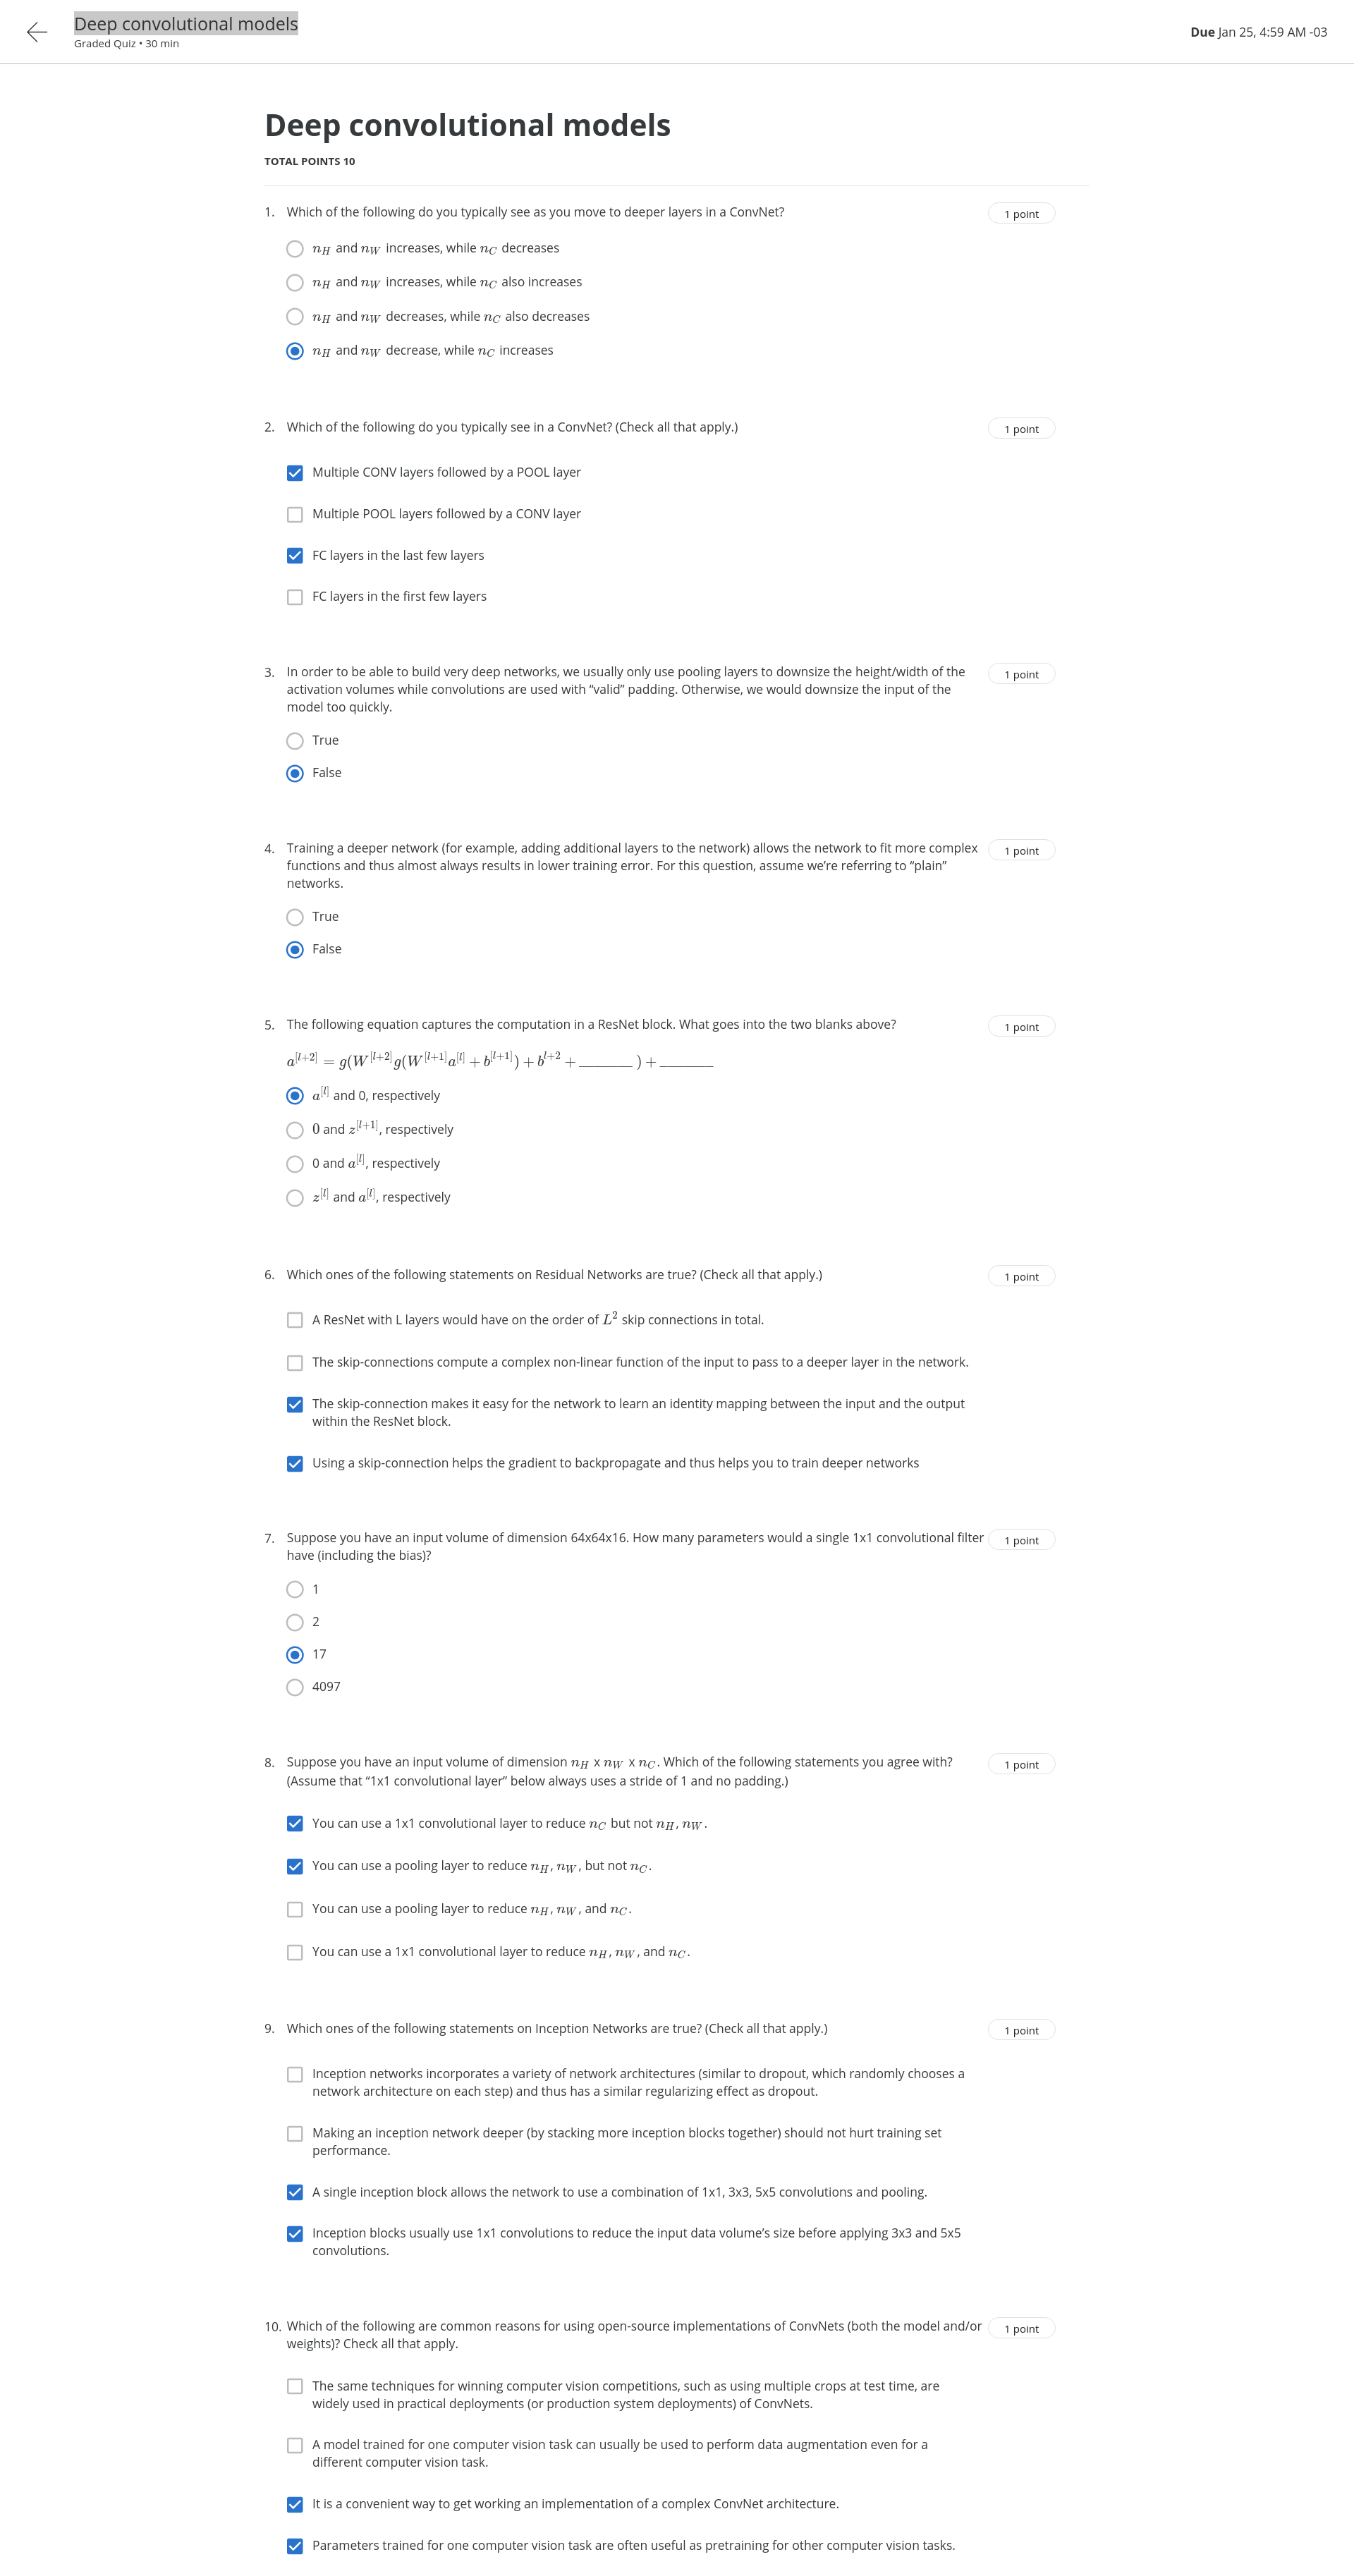 Deep convolutional models
Graded Quiz • 30 min
Due Jan 25, 4:59 AM -03
Deep convolutional models
TOTAL POINTS 10
1. Which of the following do you typically see as you move to deeper layers in a ConvNet?
1 point
n_H and n_W increases, while n_C decreases
n_H and n_W increases, while n_C also increases
n_H and n_W decreases, while n_C also decreases
n_H and n_W decrease, while n_C increases
2. Which of the following do you typically see in a ConvNet? (Check all that apply.)
1 point
Multiple CONV layers followed by a POOL layer
Multiple POOL layers followed by a CONV layer
FC layers in the last few layers
FC layers in the first few layers
3. In order to be able to build very deep networks, we usually only use pooling layers to downsize the height/width of the
1 point
activation volumes while convolutions are used with “valid” padding. Otherwise, we would downsize the input of the
model too quickly.
True
False
4. Training a deeper network (for example, adding additional layers to the network) allows the network to fit more complex
1 point
functions and thus almost always results in lower training error. For this question, assume we’re referring to “plain”
networks.
True
False
5. The following equation captures the computation in a ResNet block. What goes into the two blanks above?
1 point
a^[l+2] = g(W^[l+2] g(W^[l+1] a^[l] + b^[l+1]) + b^l+2 + _______ ) + _______
a^[l] and 0, respectively
0 and z^[l+1], respectively
0 and a^[l], respectively
z^[l] and a^[l], respectively
6. Which ones of the following statements on Residual Networks are true? (Check all that apply.)
1 point
A ResNet with L layers would have on the order of L² skip connections in total.
The skip-connections compute a complex non-linear function of the input to pass to a deeper layer in the network.
The skip-connection makes it easy for the network to learn an identity mapping between the input and the output
within the ResNet block.
Using a skip-connection helps the gradient to backpropagate and thus helps you to train deeper networks
7. Suppose you have an input volume of dimension 64x64x16. How many parameters would a single 1x1 convolutional filter
1 point
have (including the bias)?
1
2
17
4097
8. Suppose you have an input volume of dimension n_H x n_W x n_C. Which of the following statements you agree with?
1 point
(Assume that “1x1 convolutional layer” below always uses a stride of 1 and no padding.)
You can use a 1x1 convolutional layer to reduce n_C but not n_H, n_W.
You can use a pooling layer to reduce n_H, n_W, but not n_C.
You can use a pooling layer to reduce n_H, n_W, and n_C.
You can use a 1x1 convolutional layer to reduce n_H, n_W, and n_C.
9. Which ones of the following statements on Inception Networks are true? (Check all that apply.)
1 point
Inception networks incorporates a variety of network architectures (similar to dropout, which randomly chooses a
network architecture on each step) and thus has a similar regularizing effect as dropout.
Making an inception network deeper (by stacking more inception blocks together) should not hurt training set
performance.
A single inception block allows the network to use a combination of 1x1, 3x3, 5x5 convolutions and pooling.
Inception blocks usually use 1x1 convolutions to reduce the input data volume’s size before applying 3x3 and 5x5
convolutions.
10. Which of the following are common reasons for using open-source implementations of ConvNets (both the model and/or
1 point
weights)? Check all that apply.
The same techniques for winning computer vision competitions, such as using multiple crops at test time, are
widely used in practical deployments (or production system deployments) of ConvNets.
A model trained for one computer vision task can usually be used to perform data augmentation even for a
different computer vision task.
It is a convenient way to get working an implementation of a complex ConvNet architecture.
Parameters trained for one computer vision task are often useful as pretraining for other computer vision tasks.